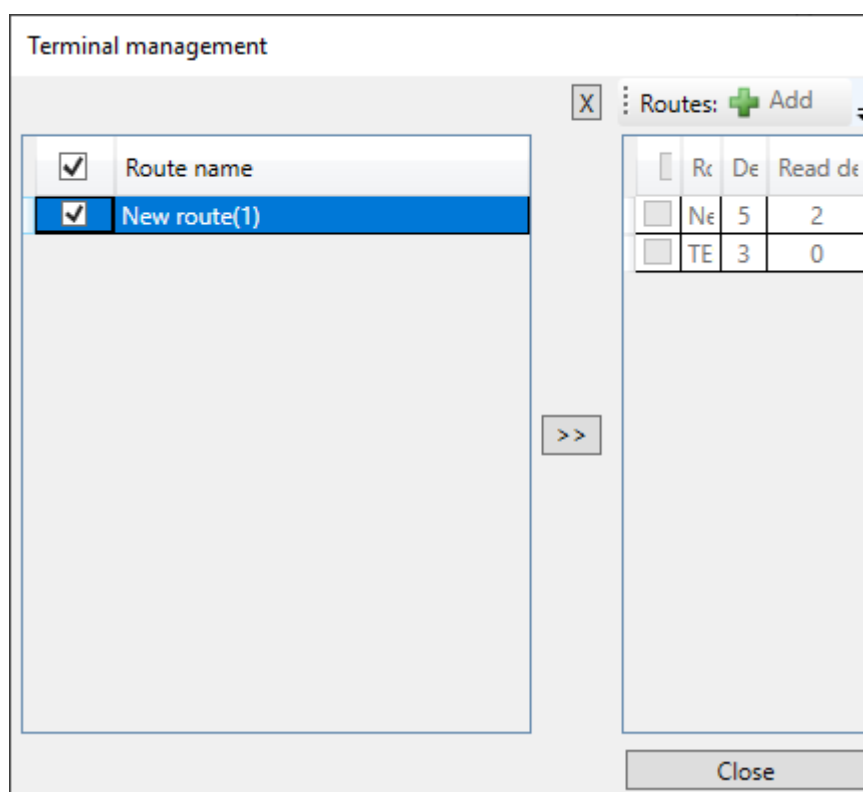 Terminal management
X
Routes: Add
Route name
New route(1)
>>
Rc De Read de
Ne 5 2
TE 3 0
Close